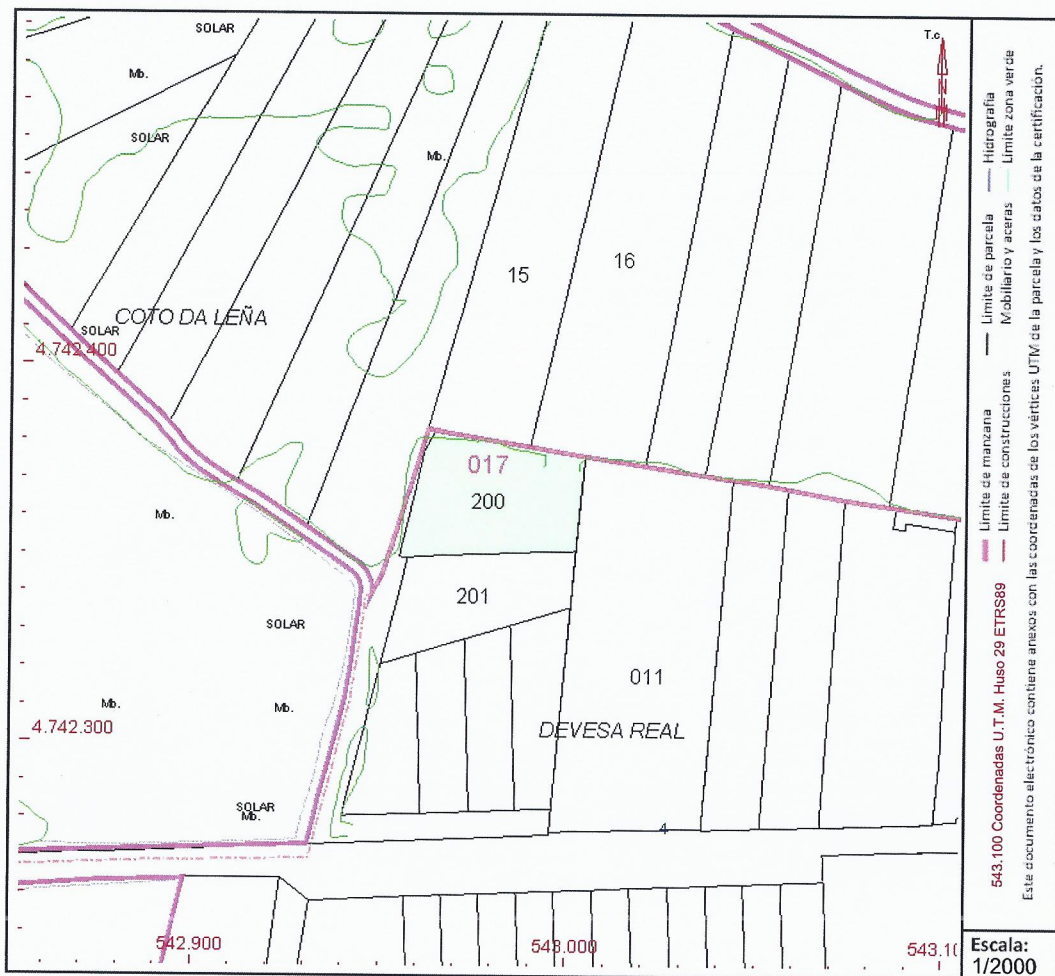 SOLAR
T.c
Mb.
SOLAR
Mb.
15
16
COTO DA LEÑA
SOLAR
4.742.400
017
200
Mb.
201
SOLAR
011
Mb.
Mb.
4.742.300
DEVESA REAL
SOLAR
Mb.
4
542.900
543.000
543.10
543.100 Coordenadas U.T.M. Huso 29 ETRS89
Límite de manzana
Límite de parcela
Hidrografía
Límite de construcciones
Mobiliario y aceras
Límite zona verde
Este documento electrónico contiene anexos con las coordenadas de los vértices UTM de la parcela y los datos de la certificación.
Escala:
1/2000